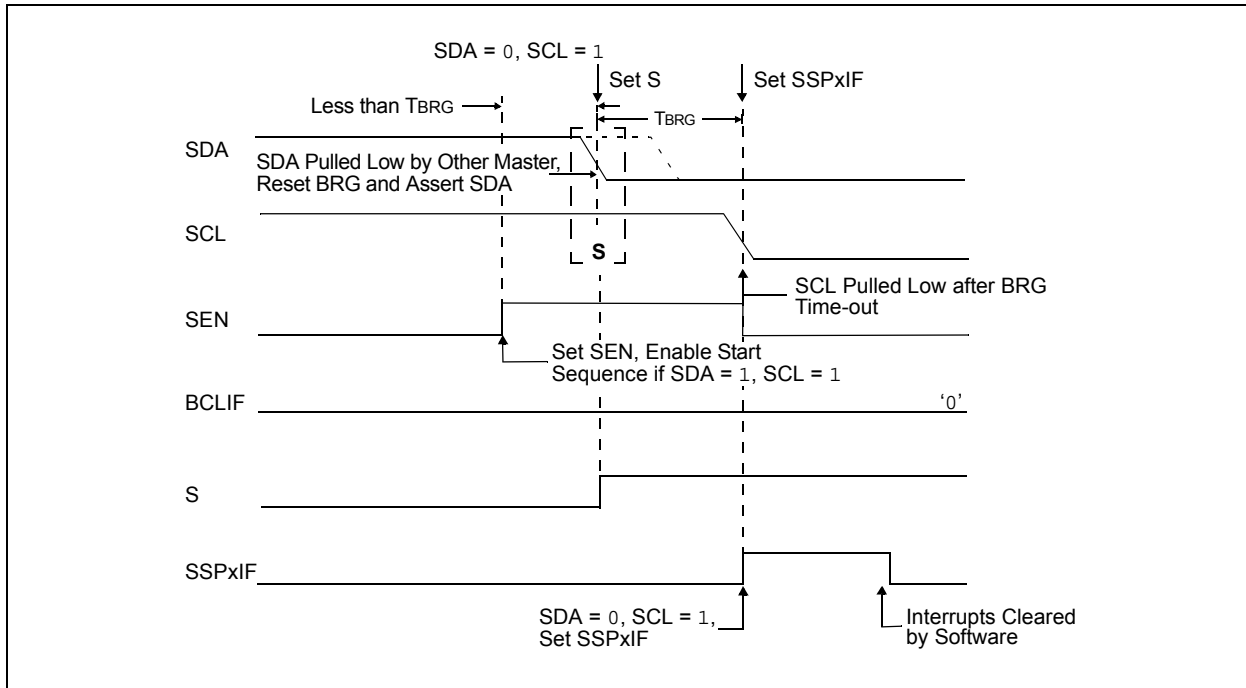 SDA = 0, SCL = 1
Set S
Set SSPxIF
Less than TBRG
TBRG
SDA
SDA Pulled Low by Other Master,
Reset BRG and Assert SDA
SCL
S
SCL Pulled Low after BRG
Time-out
SEN
Set SEN, Enable Start
Sequence if SDA = 1, SCL = 1
BCLIF
‘0’
S
SSPxIF
SDA = 0, SCL = 1,
Set SSPxIF
Interrupts Cleared
by Software